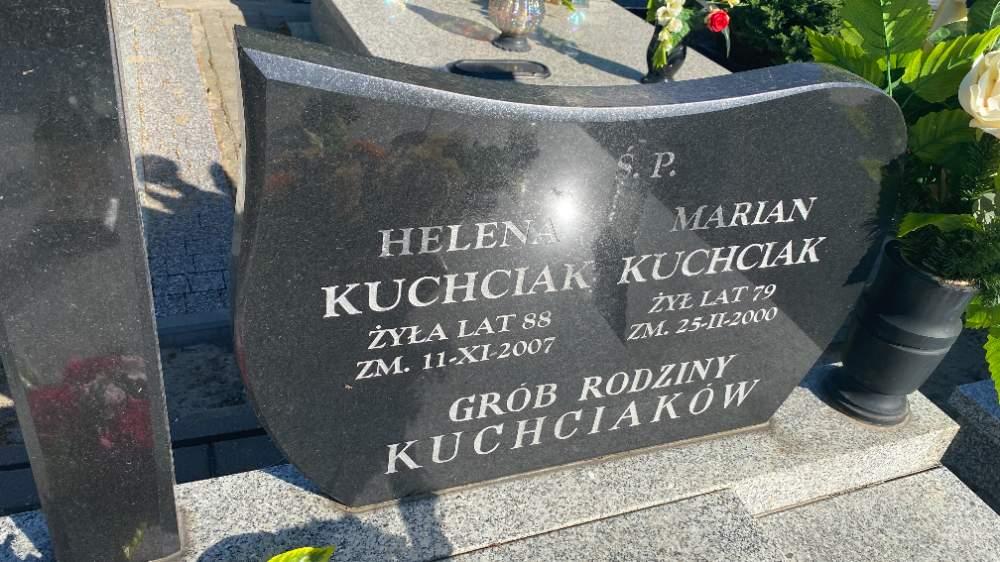 Ś. P.
HELENA
KUCHCIAK
ŻYŁA LAT 88
ZM. 11-XI-2007
MARIAN
KUCHCIAK
ŻYŁ LAT 79
ZM. 25-II-2000
GRÓB RODZINY
KUCHCIAKÓW